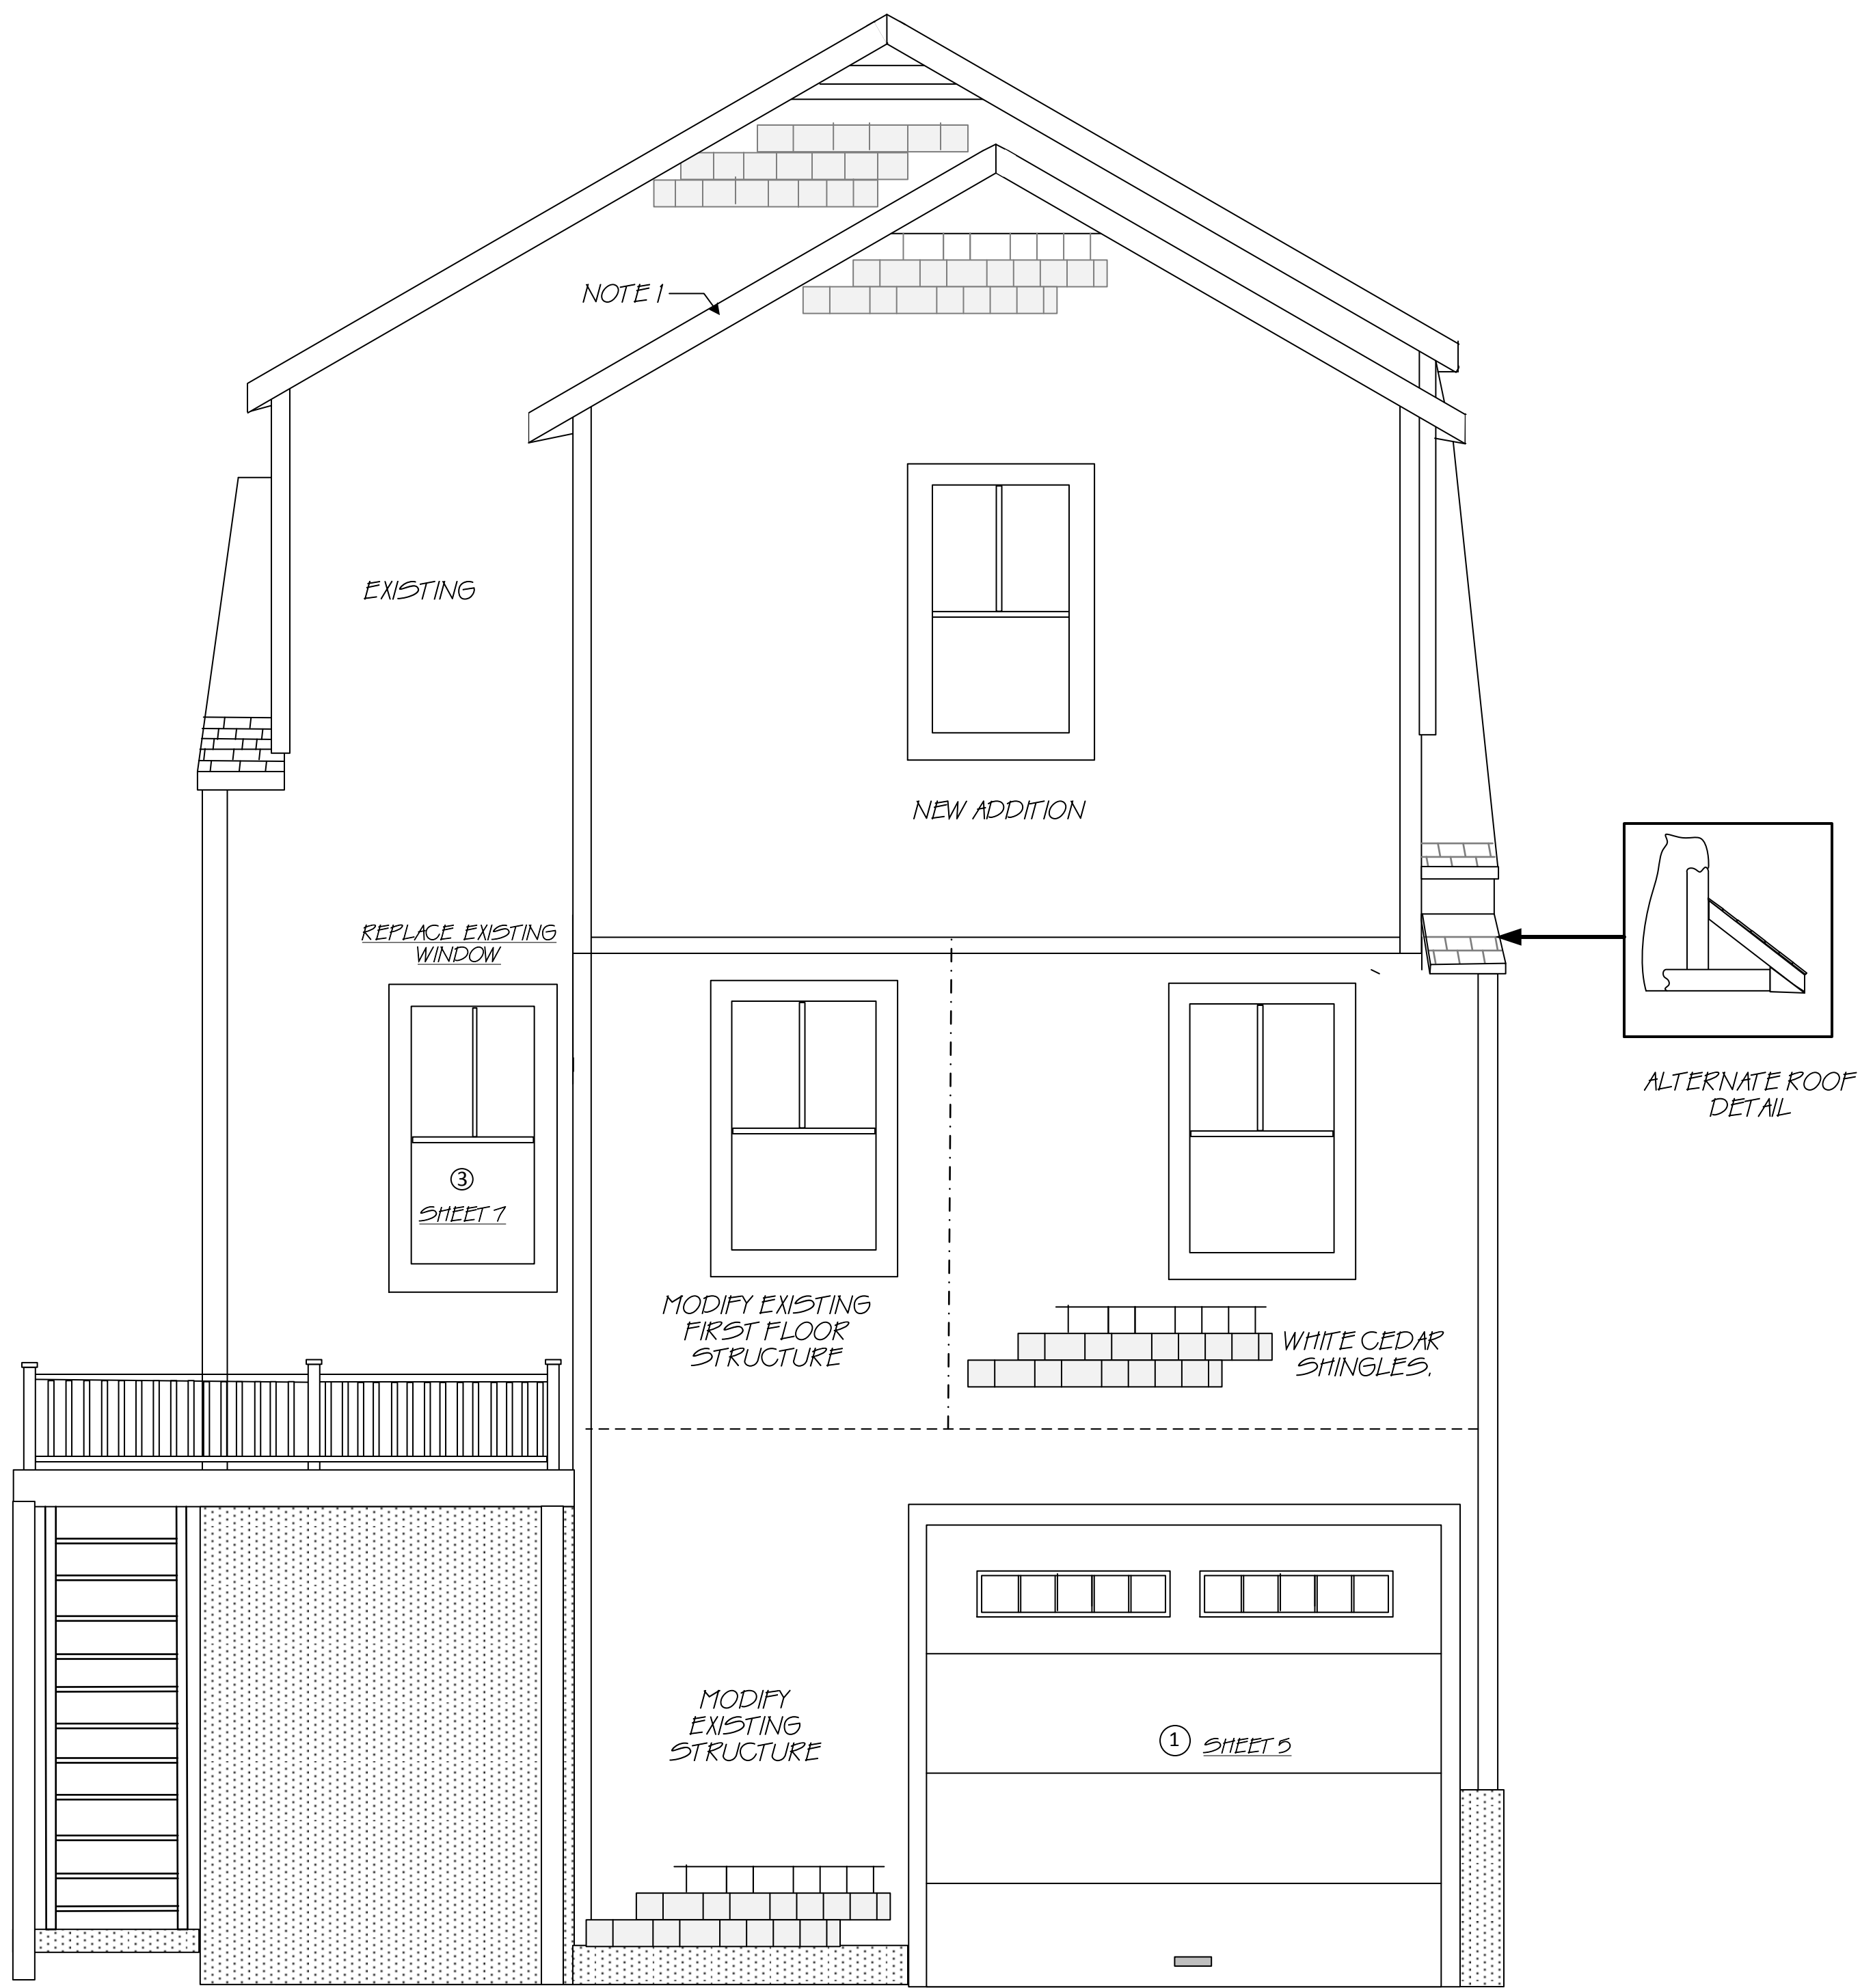 NOTE 1
EXISTING
NEW ADDITION
REPLACE EXISTING
WINDOW
ALTERNATE ROOF
DETAIL
3
SHEET 7
MODIFY EXISTING
FIRST FLOOR
STRUCTURE
WHITE CEDAR
SHINGLES.
MODIFY
EXISTING
STRUCTURE
1 SHEET 5